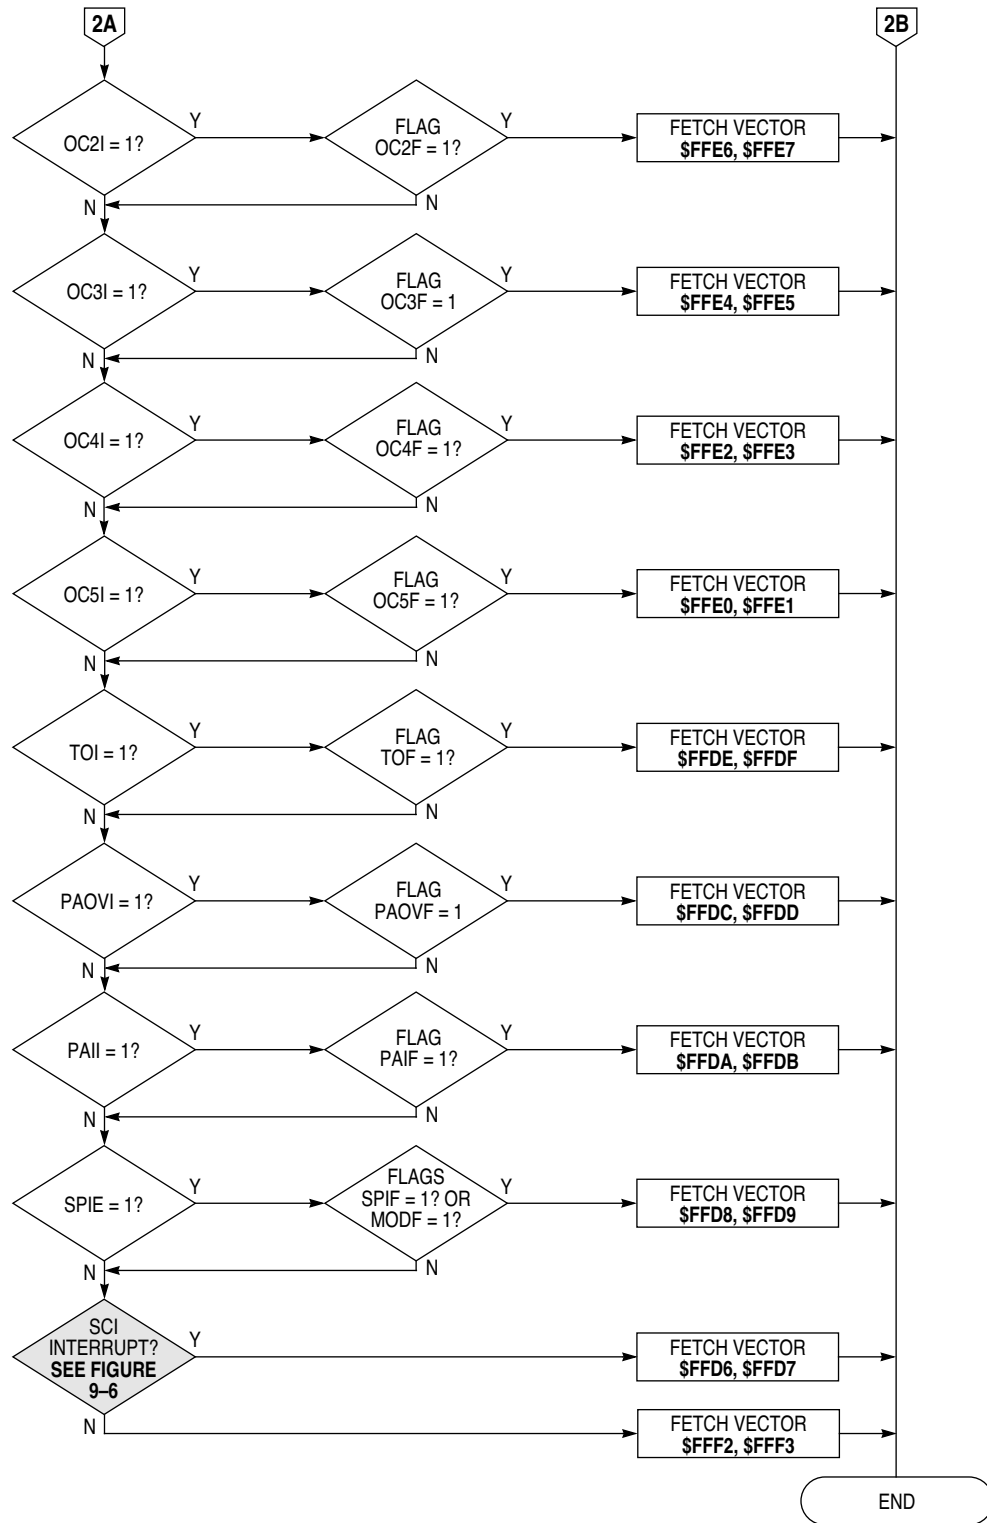 2A
2B
OC2I = 1?
Y
FLAG
OC2F = 1?
Y
FETCH VECTOR
$FFE6, $FFE7
N
N
OC3I = 1?
Y
FLAG
OC3F = 1
Y
FETCH VECTOR
$FFE4, $FFE5
N
N
OC4I = 1?
Y
FLAG
OC4F = 1?
Y
FETCH VECTOR
$FFE2, $FFE3
N
N
OC5I = 1?
Y
FLAG
OC5F = 1?
Y
FETCH VECTOR
$FFE0, $FFE1
N
N
TOI = 1?
Y
FLAG
TOF = 1?
Y
FETCH VECTOR
$FFDE, $FFDF
N
N
PAOVI = 1?
Y
FLAG
PAOVF = 1
Y
FETCH VECTOR
$FFDC, $FFDD
N
N
PAII = 1?
Y
FLAG
PAIF = 1?
Y
FETCH VECTOR
$FFDA, $FFDB
N
N
SPIE = 1?
Y
FLAGS
SPIF = 1? OR
MODF = 1?
Y
FETCH VECTOR
$FFD8, $FFD9
N
N
SCI
INTERRUPT?
SEE FIGURE
9–6
Y
FETCH VECTOR
$FFD6, $FFD7
N
FETCH VECTOR
$FFF2, $FFF3
END